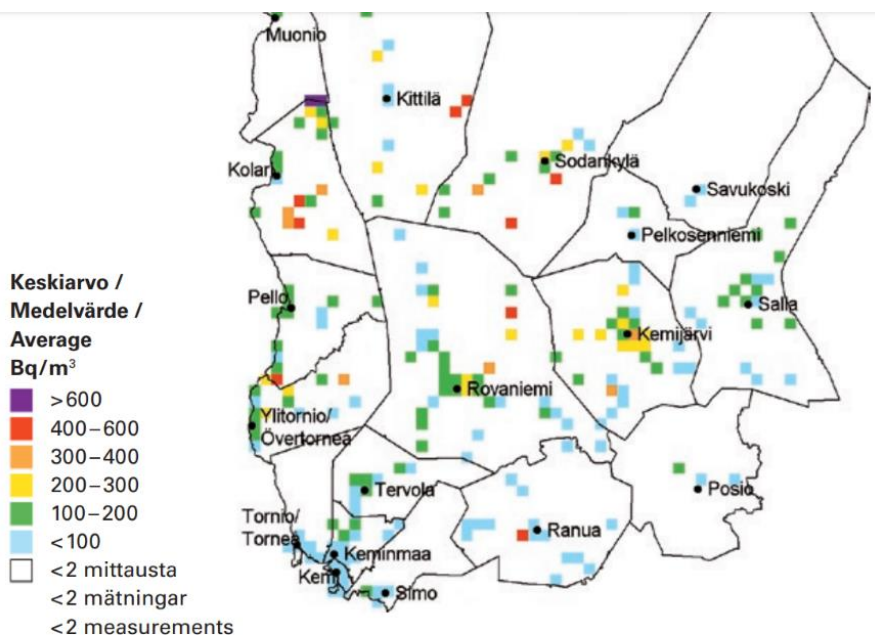 Muonio
Kittilä
Kolari
Sodankylä
Savukoski
Pelkosenniemi
Pello
Salla
Kemijärvi
Rovaniemi
Ylitornio/
Övertorneå
Tervola
Posio
Tornio/
Torneå
Ranua
Keminmaa
Kemi
Simo
Keskiarvo /
Medelvärde /
Average
Bq/m³
>600
400–600
300–400
200–300
100–200
<100
<2 mittausta
<2 mätningar
<2 measurements